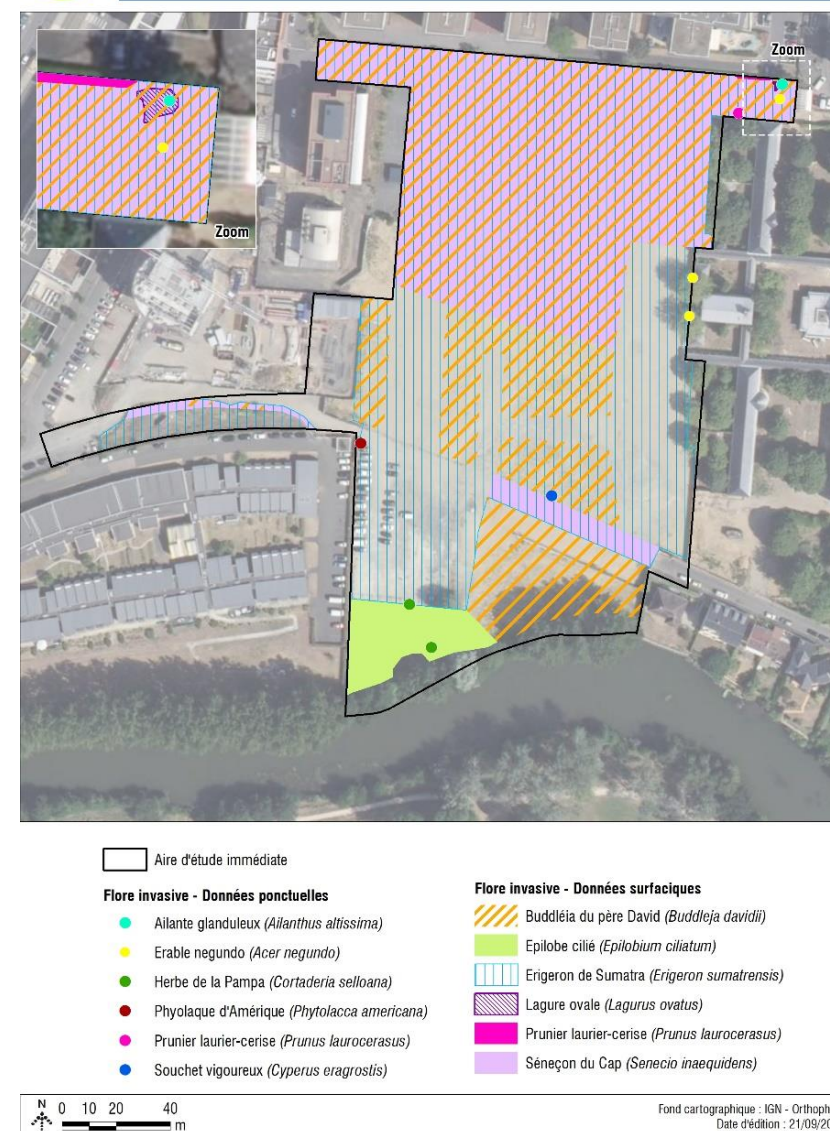 Zoom
Zoom
Aire d'étude immédiate
Flore invasive - Données ponctuelles
Ailante glanduleux (Ailanthus altissima)
Erable negundo (Acer negundo)
Herbe de la Pampa (Cortaderia selloana)
Phyolaque d'Amérique (Phytolacca americana)
Prunier laurier-cerise (Prunus laurocerasus)
Souchet vigoureux (Cyperus eragrostis)
Flore invasive - Données surfaciques
Buddléia du père David (Buddleja davidii)
Epilobe cilié (Epilobium ciliatum)
Erigeron de Sumatra (Erigeron sumatrensis)
Lagure ovale (Lagurus ovatus)
Prunier laurier-cerise (Prunus laurocerasus)
Séneçon du Cap (Senecio inaequidens)
N
0 10 20 40
m
Fond cartographique : IGN - Orthoph
Date d'édition : 21/09/20